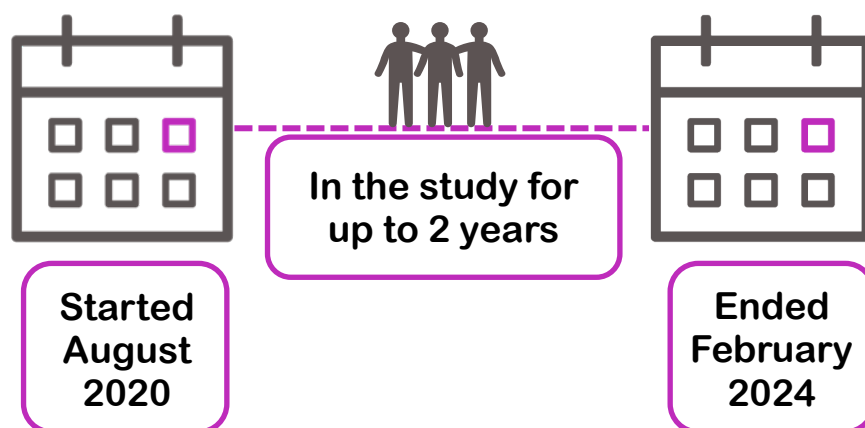 In the study for
up to 2 years
Started
August
2020
Ended
February
2024